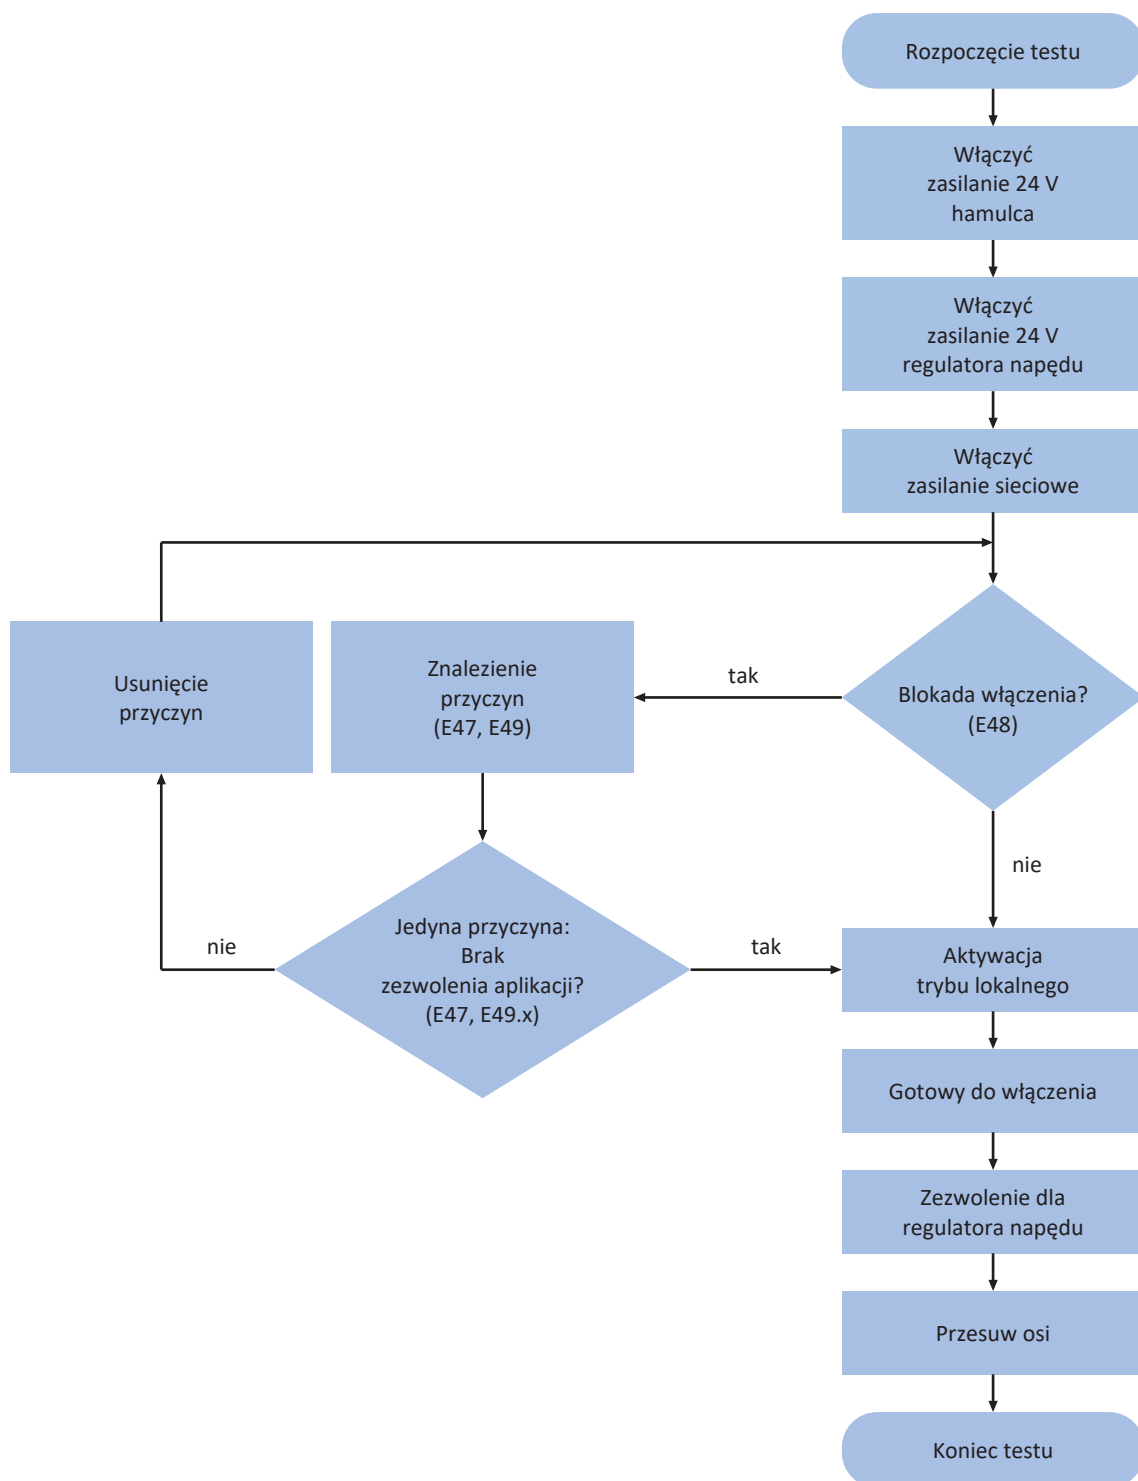 Rozpoczęcie testu
Włączyć
zasilanie 24 V
hamulca
Włączyć
zasilanie 24 V
regulatora napędu
Włączyć
zasilanie sieciowe
Usunięcie
przyczyn
Znalezienie
przyczyn
(E47, E49)
tak
Blokada włączenia?
(E48)
nie
nie
Jedyna przyczyna:
Brak
zezwolenia aplikacji?
(E47, E49.x)
tak
Aktywacja
trybu lokalnego
Gotowy do włączenia
Zezwolenie dla
regulatora napędu
Przesuw osi
Koniec testu